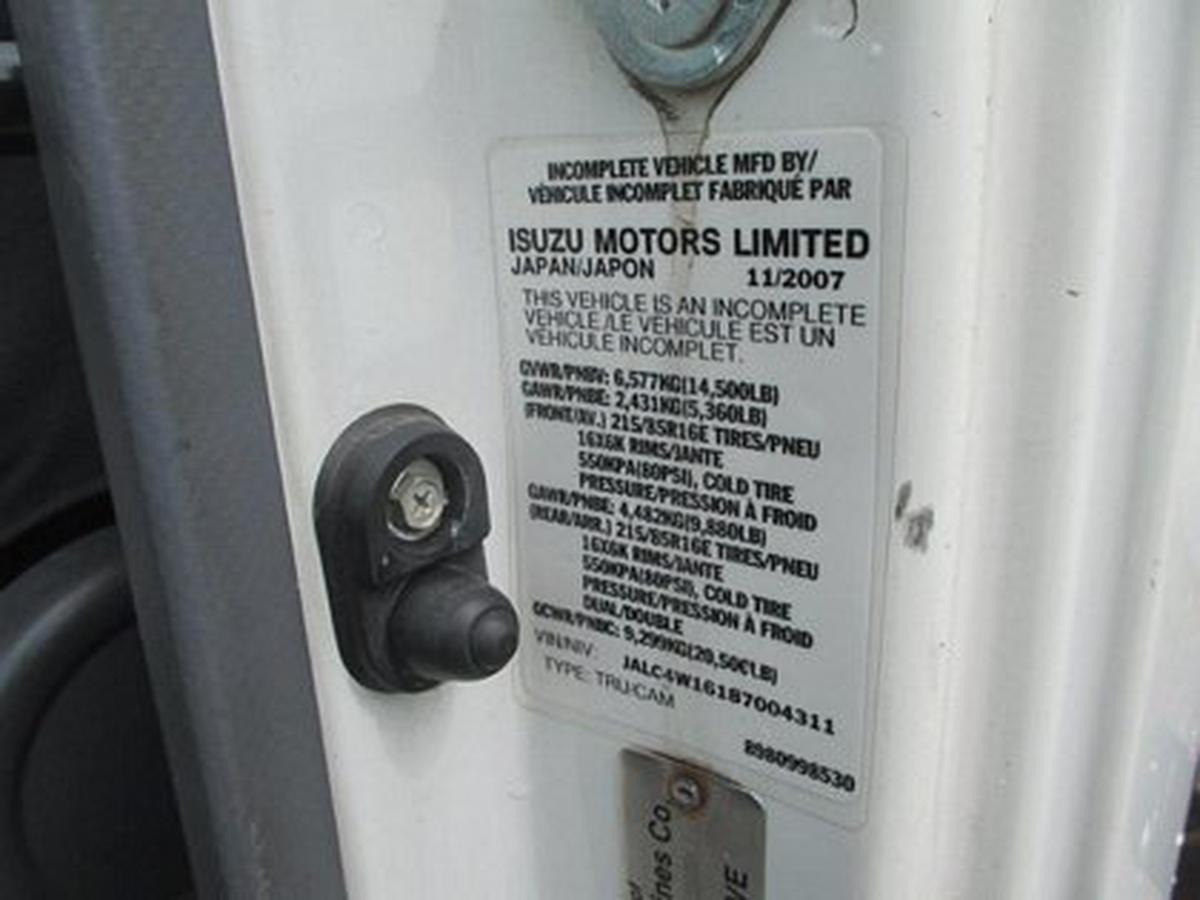 INCOMPLETE VEHICLE MFD BY/
VÉHICULE INCOMPLET FABRIQUÉ PAR
ISUZU MOTORS LIMITED
JAPAN/JAPON 11/2007
THIS VEHICLE IS AN INCOMPLETE
VEHICLE /LE VÉHICULE EST UN
VÉHICULE INCOMPLET.
GVWR/PNBV: 6,577KG(14,500LB)
GAWR/PNBE: 2,431KG(5,360LB)
(FRONT/AV.) 215/85R16E TIRES/PNEU
16X6K RIMS/JANTE
550KPA(80PSI), COLD TIRE
PRESSURE/PRESSION À FROID
GAWR/PNBE: 4,482KG(9,880LB)
(REAR/ARR.) 215/85R16E TIRES/PNEU
16X6K RIMS/JANTE
550KPA(80PSI), COLD TIRE
PRESSURE/PRESSION À FROID
DUAL/DOUBLE
GCWR/PNBC: 9,299KG(20,500LB)
VIN/NIV: JALC4W16187004311
TYPE: TRU-CAM
8980998530
ines Co